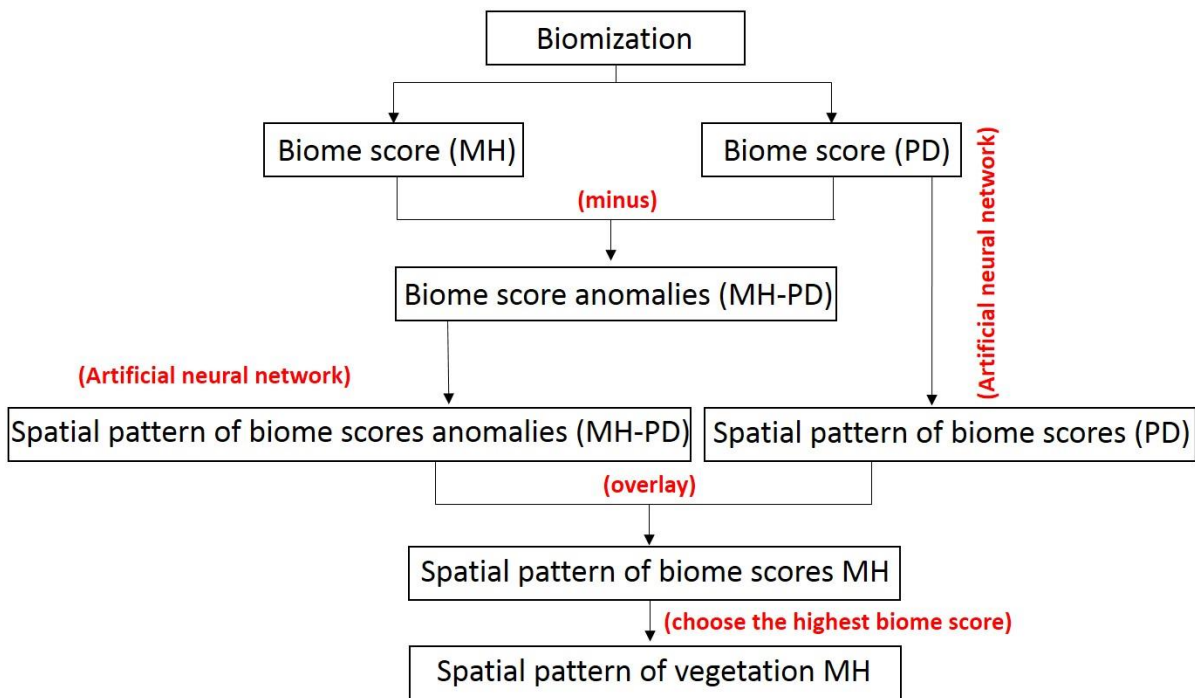 Biomization
Biome score (MH)
Biome score (PD)
(minus)
(Artificial neural network)
Biome score anomalies (MH-PD)
(Artificial neural network)
Spatial pattern of biome scores anomalies (MH-PD)
Spatial pattern of biome scores (PD)
(overlay)
Spatial pattern of biome scores MH
(choose the highest biome score)
Spatial pattern of vegetation MH